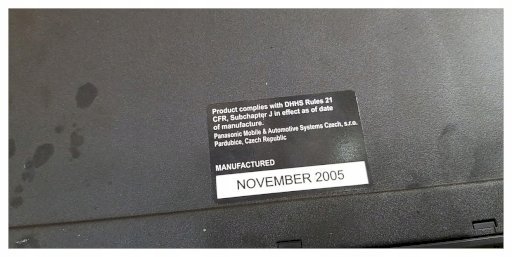 Product complies with DHHS Rules 21
CFR, Subchapter J in effect as of date
of manufacture.
Panasonic Mobile & Automotive Systems Czech, s.r.o.
Pardubice, Czech Republic
MANUFACTURED
NOVEMBER 2005